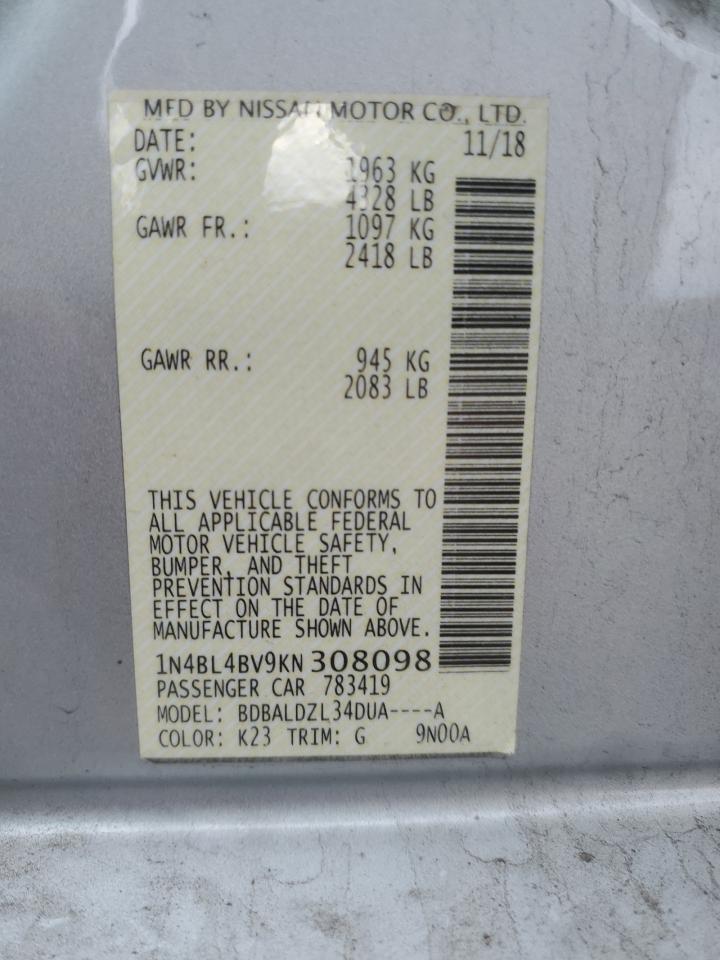 MFD BY NISSAN MOTOR CO., LTD.
DATE: 11/18
GVWR: 1963 KG
4328 LB
GAWR FR.: 1097 KG
2418 LB
GAWR RR.: 945 KG
2083 LB
THIS VEHICLE CONFORMS TO
ALL APPLICABLE FEDERAL
MOTOR VEHICLE SAFETY,
BUMPER, AND THEFT
PREVENTION STANDARDS IN
EFFECT ON THE DATE OF
MANUFACTURE SHOWN ABOVE.
1N4BL4BV9KN308098
PASSENGER CAR 783419
MODEL: BDBALDZL34DUA----A
COLOR: K23 TRIM: G 9N00A